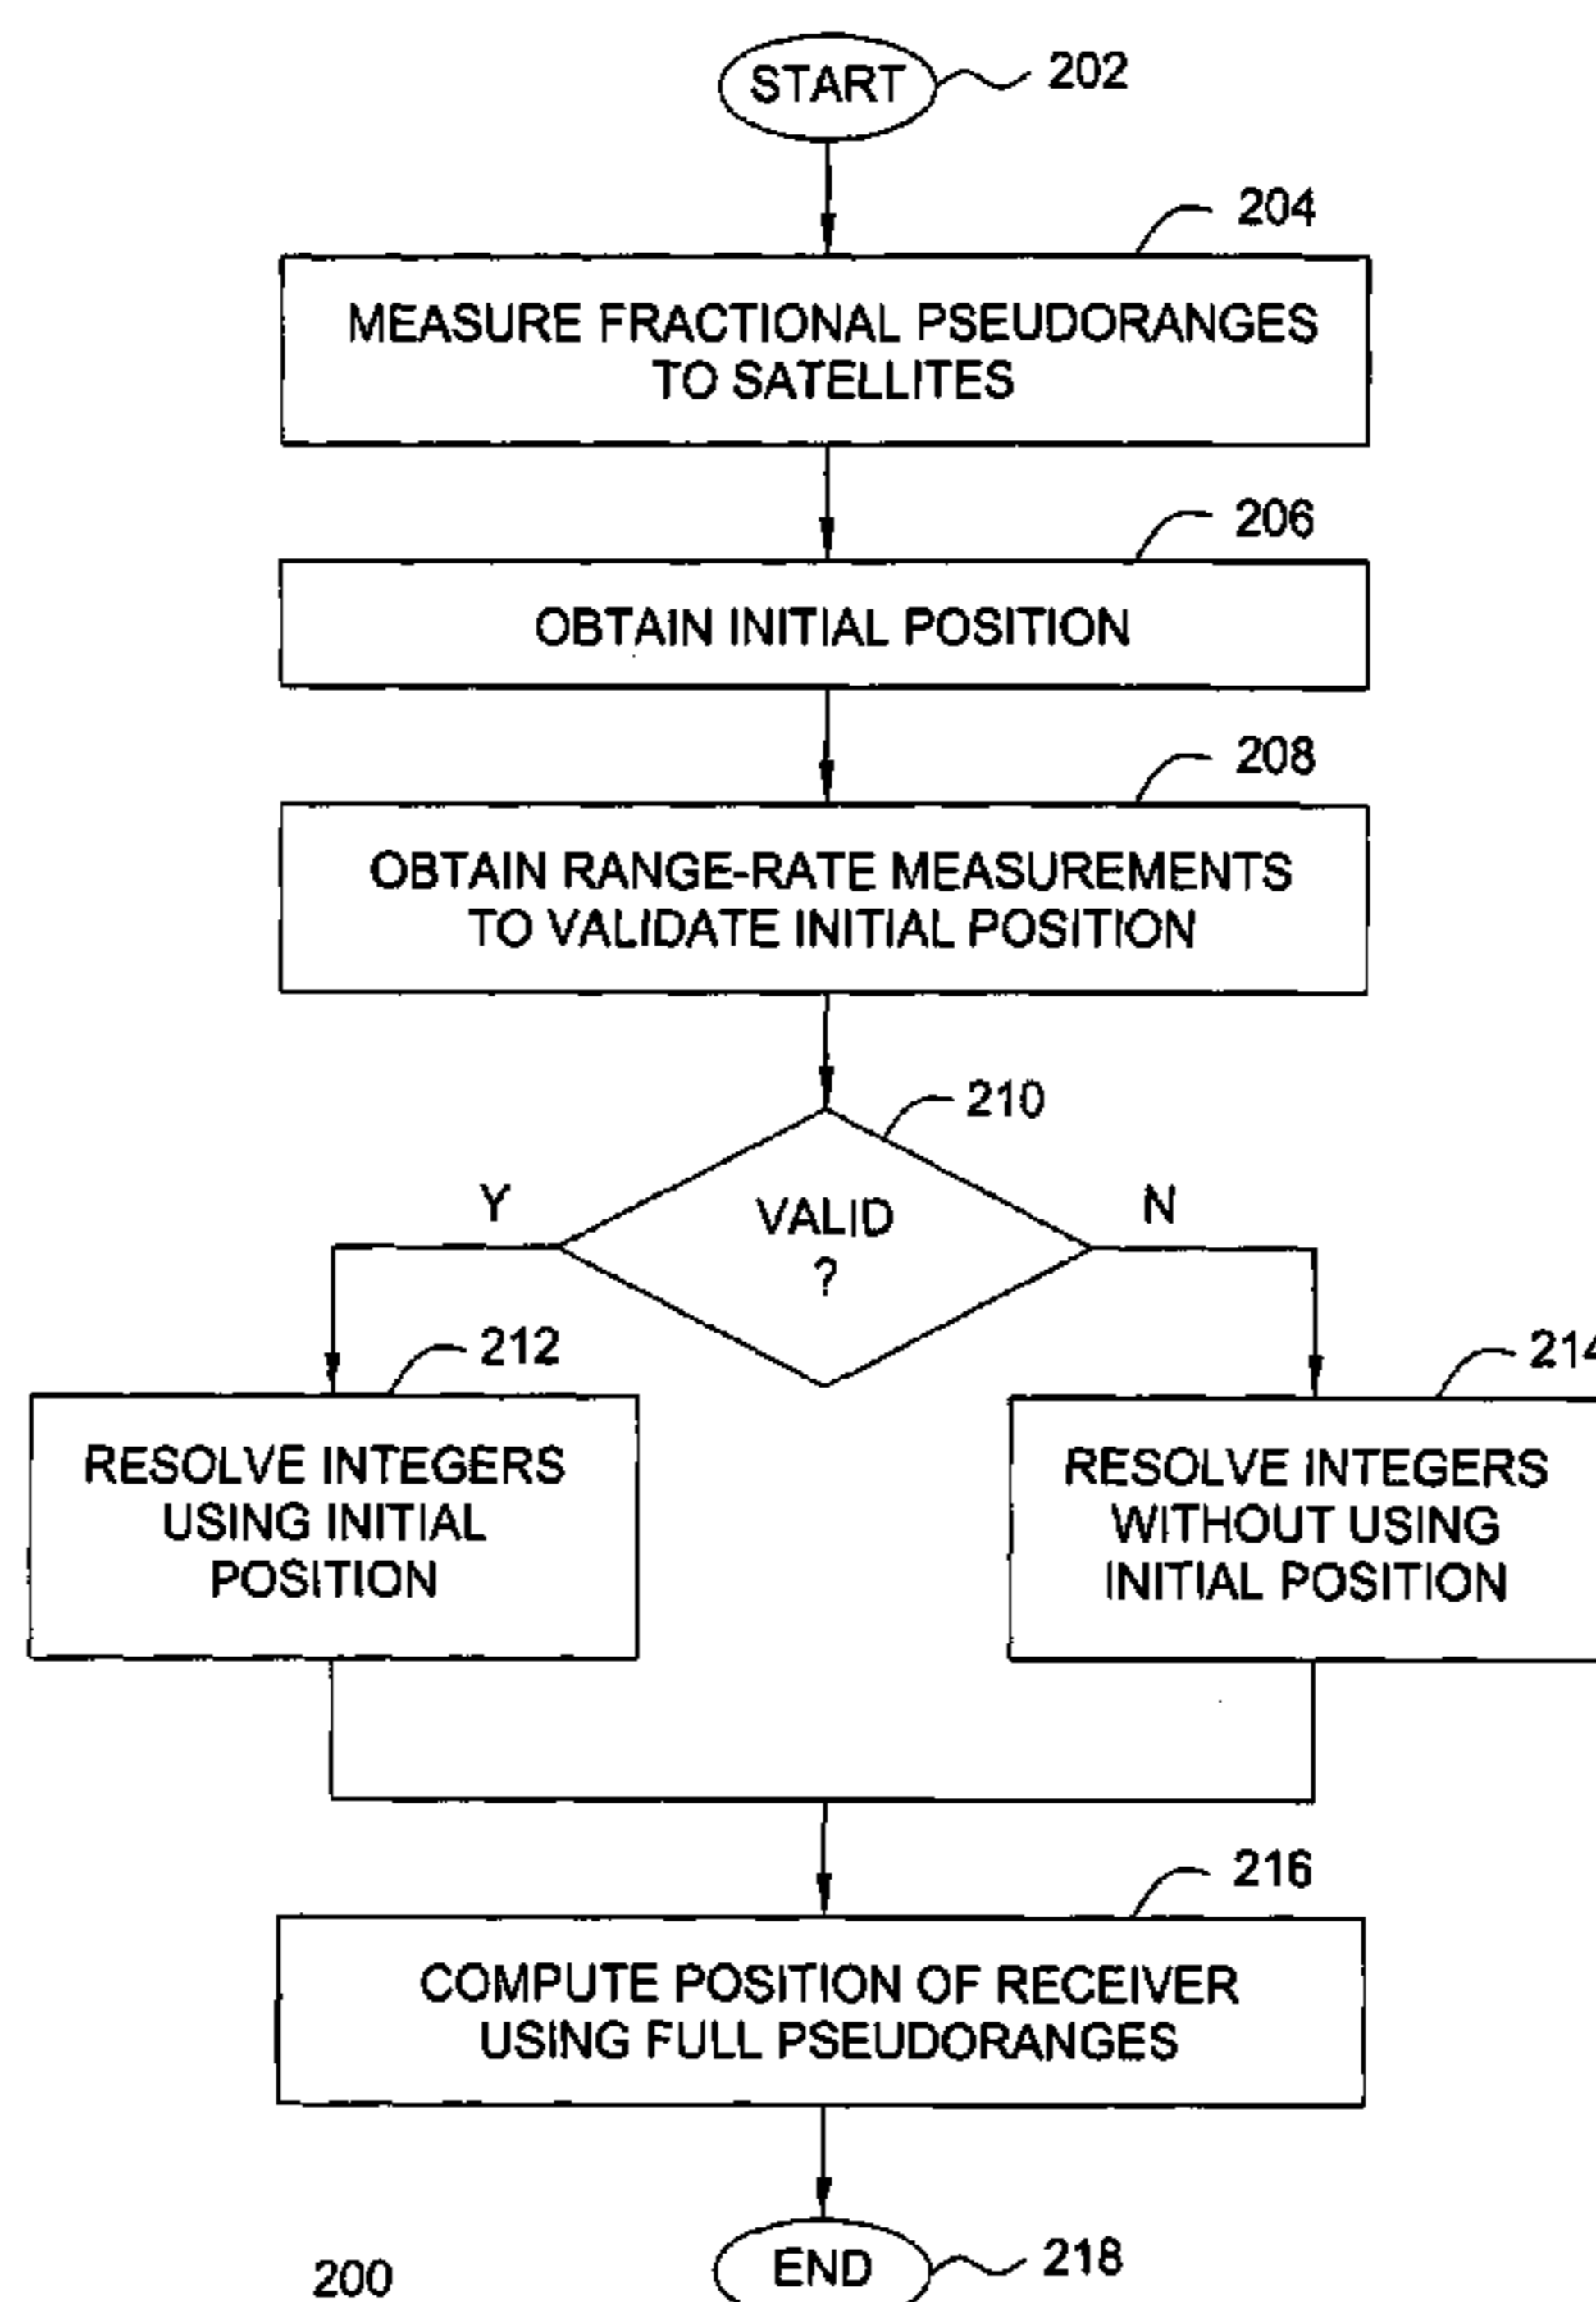 START
202
204
MEASURE FRACTIONAL PSEUDORANGES
TO SATELLITES
206
OBTAIN INITIAL POSITION
208
OBTAIN RANGE-RATE MEASUREMENTS
TO VALIDATE INITIAL POSITION
210
VALID
?
Y
N
212
RESOLVE INTEGERS
USING INITIAL
POSITION
214
RESOLVE INTEGERS
WITHOUT USING
INITIAL POSITION
216
COMPUTE POSITION OF RECEIVER
USING FULL PSEUDORANGES
END
218
200